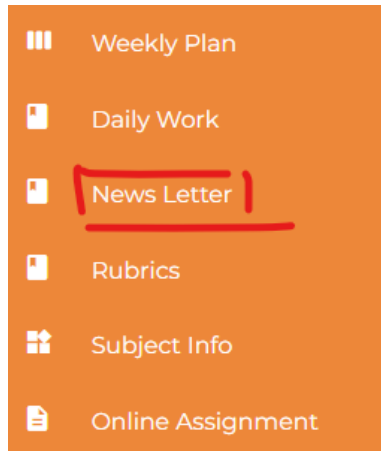 Weekly Plan
Daily Work
News Letter
Rubrics
Subject Info
Online Assignment